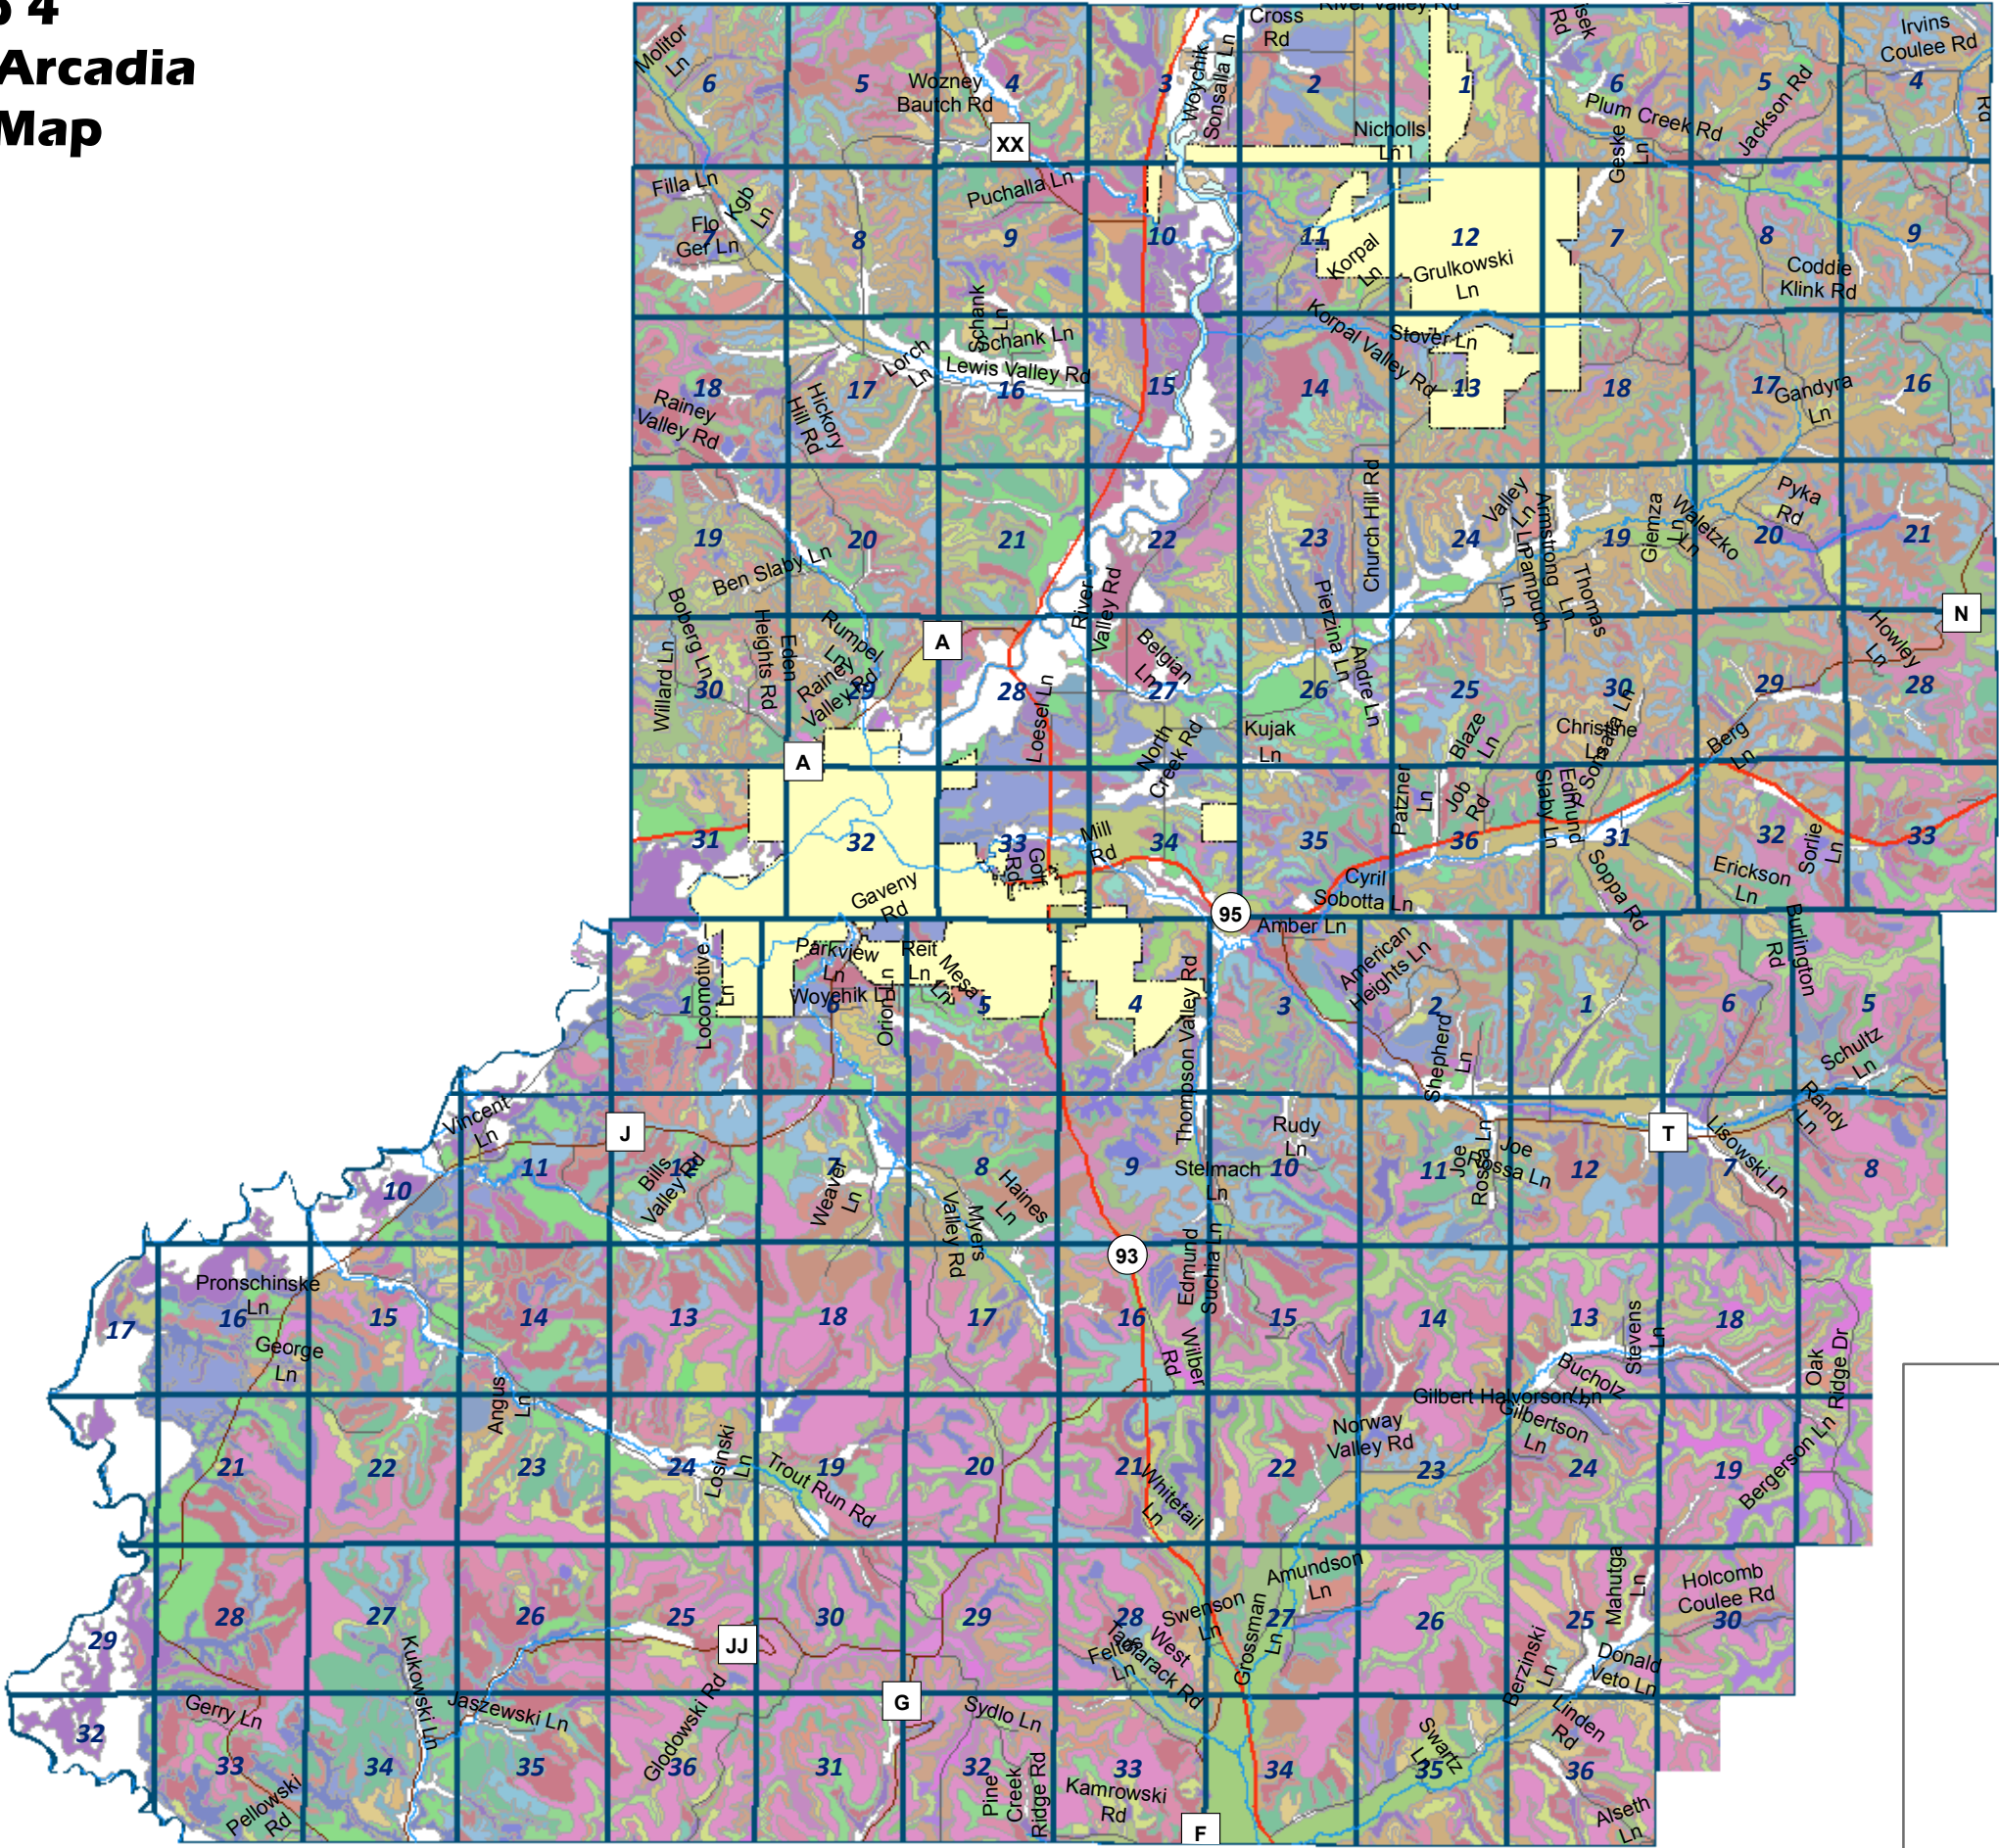 4
Arcadia
Map
Molitor
Ln
6
5
Wozney
Bautch Rd
4
3
Woychik
Sonsalla Ln
Cross
Rd
2
River Valley Rd
1
Rd
6
Plum Creek Rd
5
Jackson Rd
Irvins
Coulee Rd
4
Rd
XX
Nicholls
Ln
Geske
Ln
Filla Ln
Kgb
Ln
Flo
Ger Ln
7
8
Puchalla Ln
9
10
11
Korpal
Ln
12
Grulkowski
Ln
7
8
Coddie
Klink Rd
9
Schank
Ln
Schank Ln
Lorch
Ln
Lewis Valley Rd
Korpal Valley Rd
Stover Ln
18
Rainey
Valley Rd
17
Hickory
Hill Rd
16
15
14
13
18
17
Gandyra
Ln
16
19
Ben Slaby Ln
20
21
22
23
Church Hill Rd
24
Valley
Ln
Armstrong
Ln
Pampuch
Ln
19
Giemza
Ln
Waletzko
Ln
20
Pyka
Rd
21
Boberg Ln
Heights Rd
Eden
Rumpel
Ln
A
River
Valley Rd
Belgian
Ln
Pierzina Ln
Andre Ln
Thomas
Ln
N
Howley
Ln
Willard Ln
30
Rainey
Valley Rd
29
28
Loesel Ln
27
North
Creek Rd
26
Kujak
Ln
25
Blaze
Ln
30
Christine
Ln
Sonsalla Ln
29
Berg
Ln
28
A
31
32
33
Golf
Rd
Mill
Rd
34
35
Patzner
Ln
Job
Rd
36
Slaby Ln
Edmund
31
32
Sorlie
Ln
33
Gaveny
Rd
95
Cyril
Sobotta Ln
Soppa Rd
Erickson
Ln
Amber Ln
Locomotive
Ln
1
Parkview
Ln
Woychik Ln
6
Orion Ln
Reit
Ln
Mesa
Ln
5
4
Thompson Valley Rd
3
American
Heights Ln
2
Shepherd
Ln
1
6
Burlington
Rd
5
Schultz
Ln
Vincent
Ln
J
11
10
Bills
Valley Rd
12
7
Weaver
Ln
8
Haines
Ln
Myers
Valley Rd
9
Stelmach
Ln
Rudy
Ln
10
11
Joe
Rossa Ln
Joe
Rossa Ln
12
T
Lisowski Ln
Randy
Ln
7
8
93
Edmund
Suchla Ln
Pronschinske
Ln
17
16
George
Ln
15
14
13
18
17
16
Wilber
Rd
15
14
13
Stevens
Ln
18
Oak
Ridge Dr
Bucholz
Ln
Gilbert Halvorson Ln
Gilbertson
Ln
Angus
Ln
21
22
23
24
Losinski
Ln
Trout Run Rd
19
20
21
Whitetail
Ln
22
Norway
Valley Rd
23
24
19
Bergerson Ln
29
28
27
26
25
JJ
30
29
28
Swenson
Ln
West
Tamarack Rd
Ln
Grossman
Ln
27
Amundson
Ln
26
25
Mahutga
Ln
Holcomb
Coulee Rd
30
Berzinski
Ln
Donald
Veto Ln
Linden
Rd
32
Gerry Ln
33
Pellowski
Rd
Kukowski Ln
34
Jaszewski Ln
35
Glodowski Rd
36
31
G
Sydlo Ln
32
Pine
Creek
Ridge Rd
33
Kamrowski
Rd
F
34
Swartz
Ln
35
36
Alseth
Ln